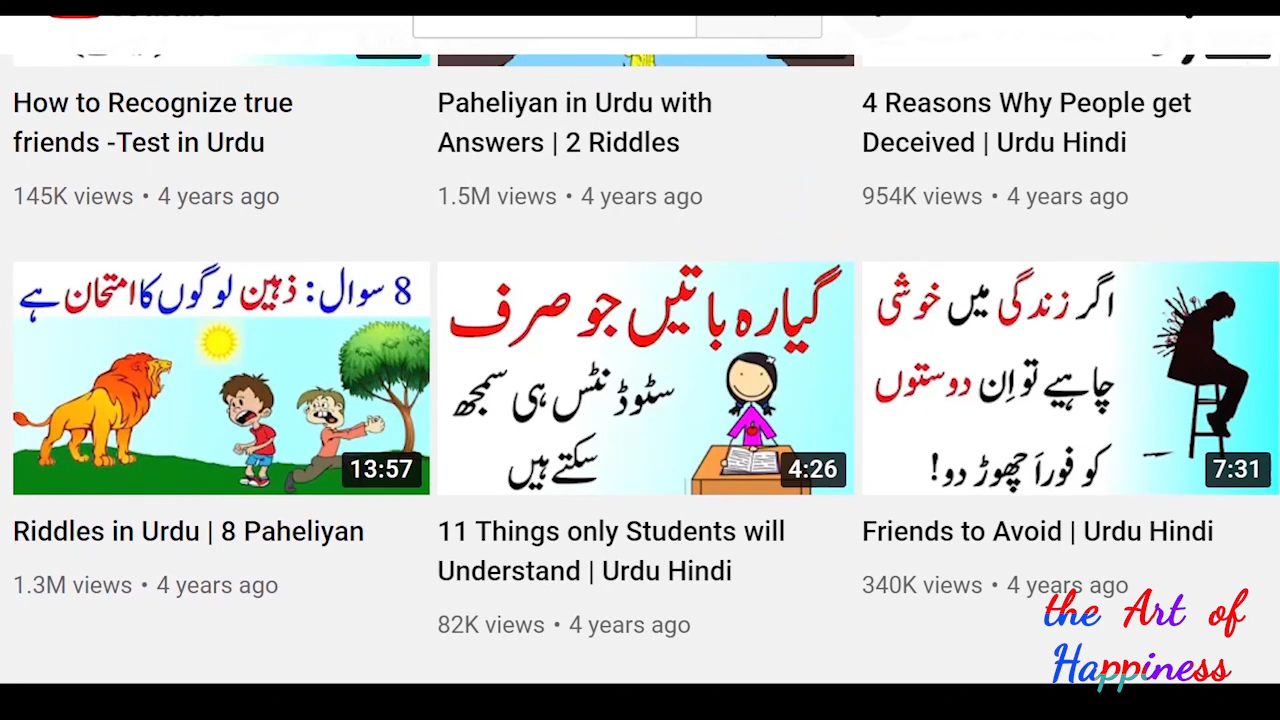 How to Recognize true
friends -Test in Urdu
145K views • 4 years ago
Paheliyan in Urdu with
Answers | 2 Riddles
1.5M views • 4 years ago
4 Reasons Why People get
Deceived | Urdu Hindi
954K views • 4 years ago
8 سوال: ذہین لوگوں کا امتحان ہے
13:57
Riddles in Urdu | 8 Paheliyan
1.3M views • 4 years ago
گیارہ باتیں جو صرف
سٹوڈنٹس ہی سمجھ
سکتے ہیں
4:26
11 Things only Students will
Understand | Urdu Hindi
82K views • 4 years ago
اگر زندگی میں خوشی
چاہیے تو اِن دوستوں
کو فوراَ چھوڑ دو!
7:31
Friends to Avoid | Urdu Hindi
340K views • 4 years ago
the Art of
Happiness